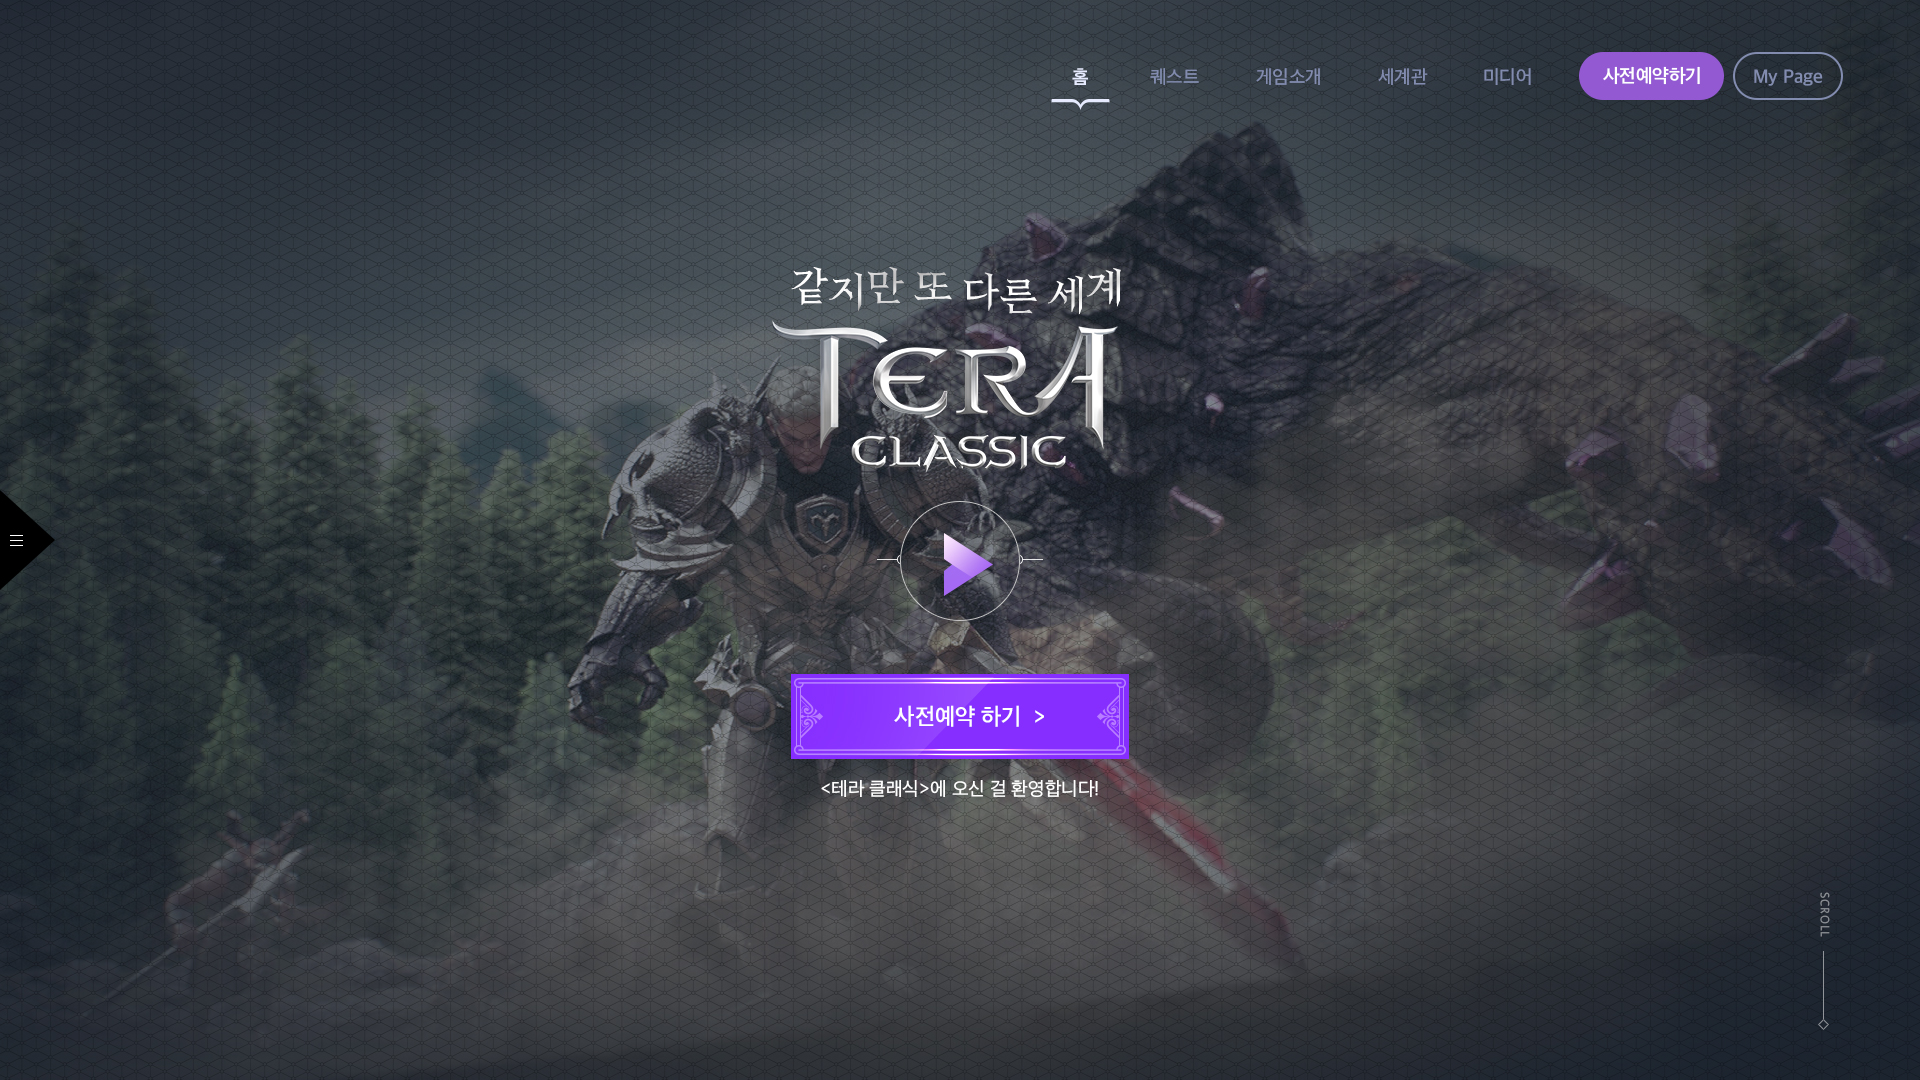 홈 퀘스트 게임소개 세계관 미디어 사전예약하기 My Page
같지만 또 다른 세계
TERA
CLASSIC
사전예약 하기 >
<테라 클래식>에 오신 걸 환영합니다!
SCROLL